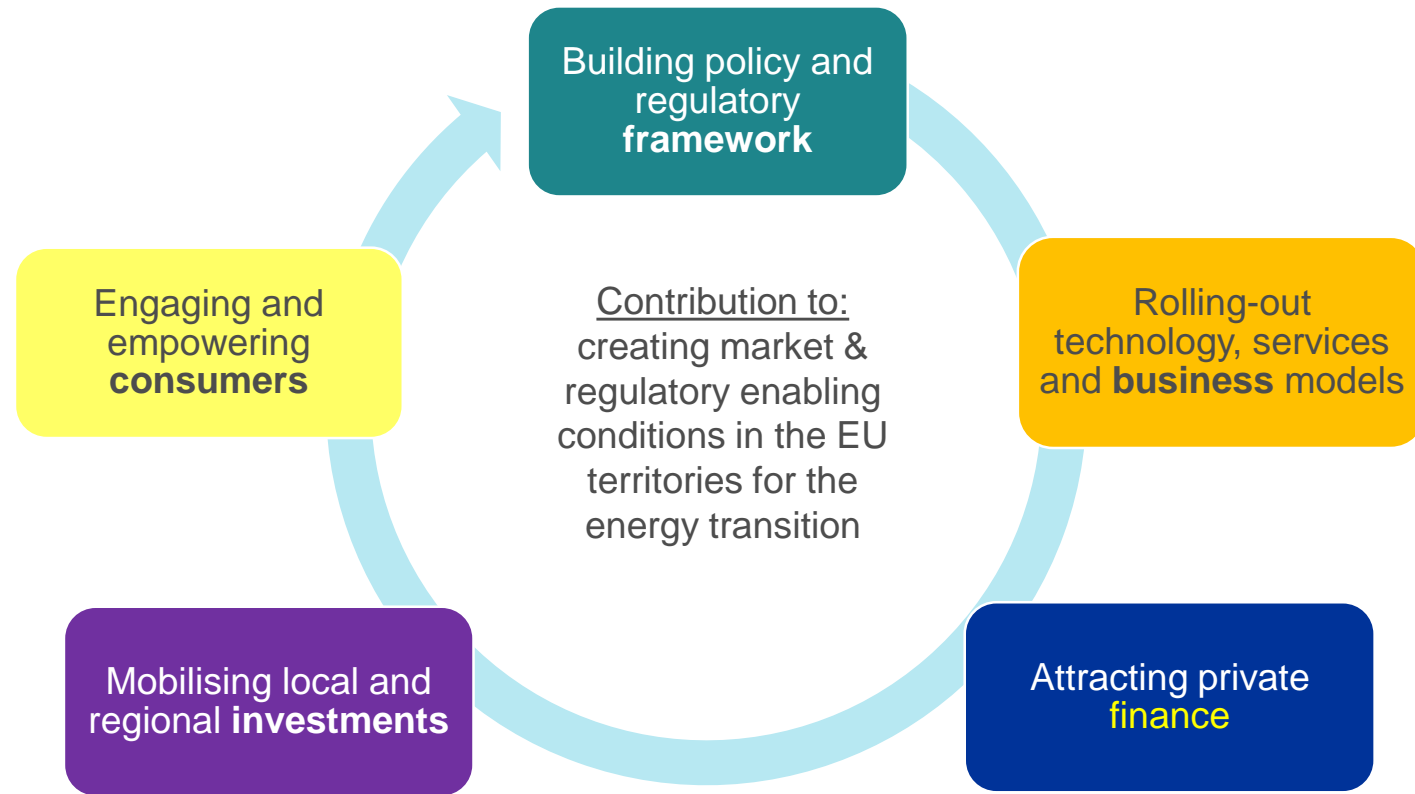 Building policy and
regulatory
framework
Rolling-out
technology, services
and business models
Attracting private
finance
Mobilising local and
regional investments
Engaging and
empowering
consumers
Contribution to:
creating market &
regulatory enabling
conditions in the EU
territories for the
energy transition